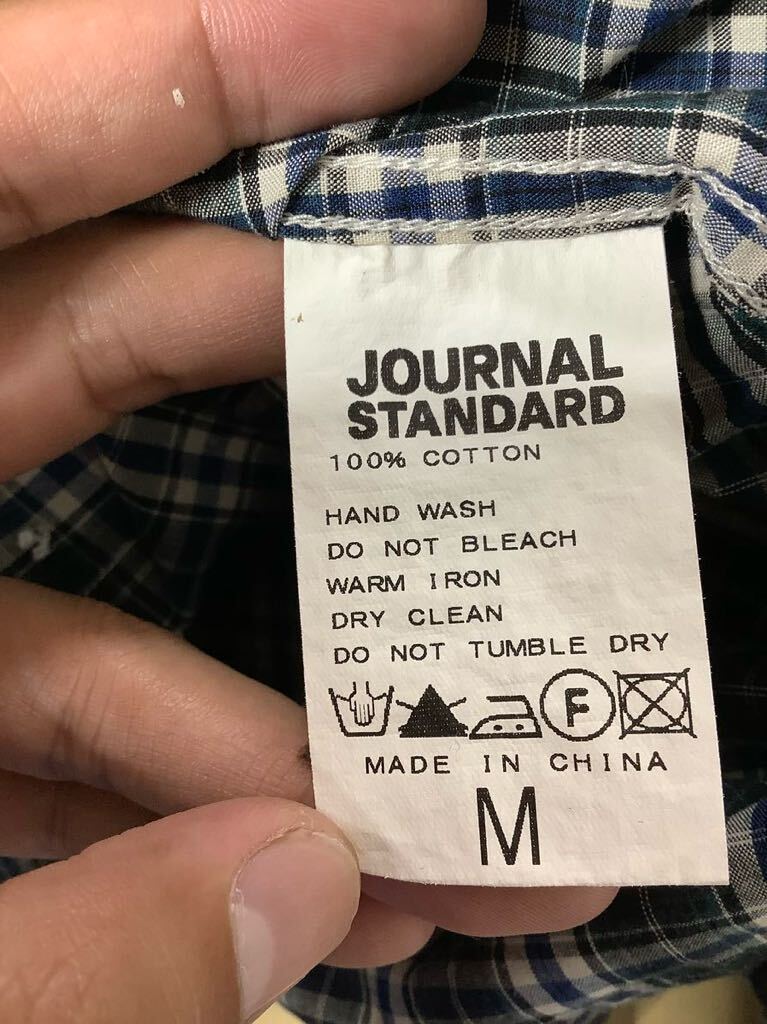 JOURNAL
STANDARD
100% COTTON
HAND WASH
DO NOT BLEACH
WARM IRON
DRY CLEAN
DO NOT TUMBLE DRY
F
MADE IN CHINA
M